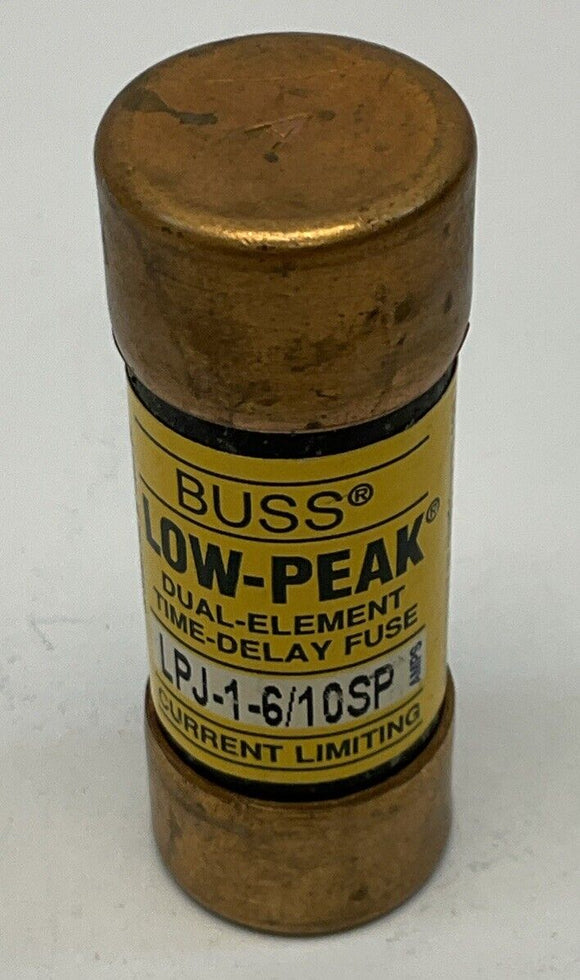 BUSS®
LOW-PEAK®
DUAL-ELEMENT
TIME-DELAY FUSE
LPJ-1-6/10SP AMPS
CURRENT LIMITING